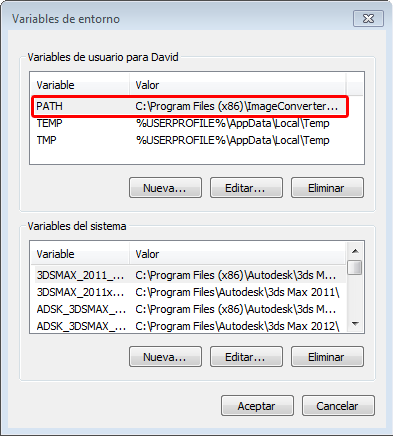 Variables de entorno
Variables de usuario para David
Variable Valor
PATH C:\Program Files (x86)\ImageConverter...
TEMP %USERPROFILE%\AppData\Local\Temp
TMP %USERPROFILE%\AppData\Local\Temp
Nueva... Editar... Eliminar
Variables del sistema
Variable Valor
3DSMAX_2011_... C:\Program Files (x86)\Autodesk\3ds M...
3DSMAX_2011x... C:\Program Files\Autodesk\3ds Max 2011\
ADSK_3DSMAX_... C:\Program Files (x86)\Autodesk\3ds M...
ADSK_3DSMAX_... C:\Program Files\Autodesk\3ds Max 2012\
Nueva... Editar... Eliminar
Aceptar Cancelar